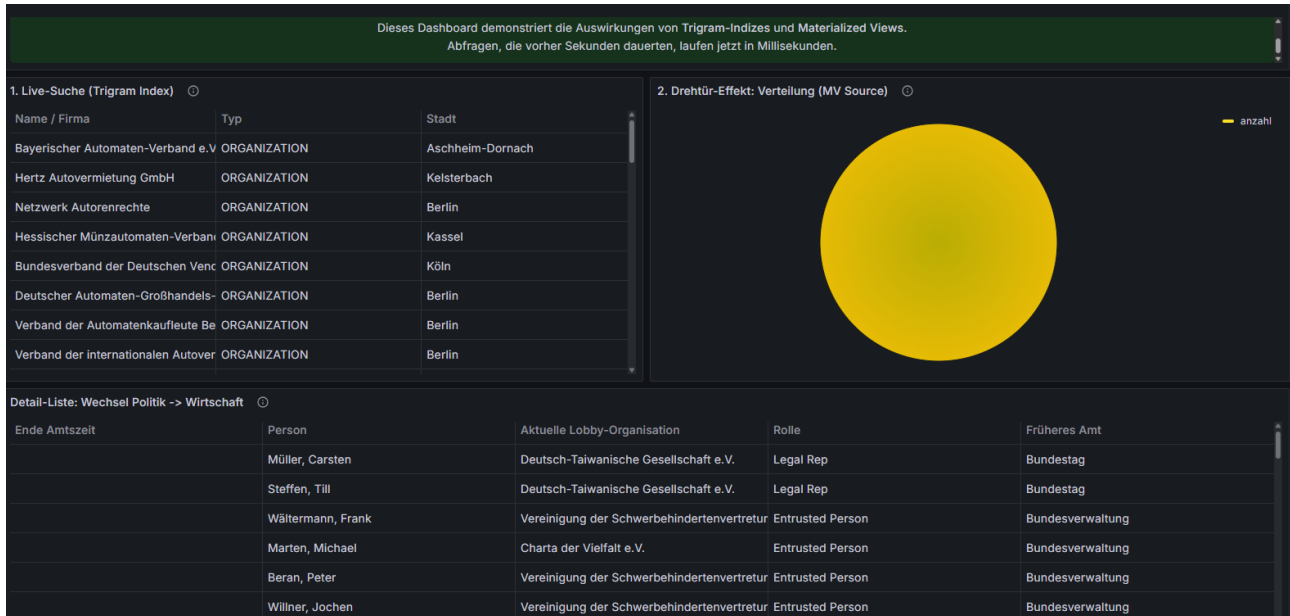 Dieses Dashboard demonstriert die Auswirkungen von Trigram-Indizes und Materialized Views.
Abfragen, die vorher Sekunden dauerten, laufen jetzt in Millisekunden.
1. Live-Suche (Trigram Index)
Name / Firma Typ Stadt
Bayerischer Automaten-Verband e.V ORGANIZATION Aschheim-Dornach
Hertz Autovermietung GmbH ORGANIZATION Kelsterbach
Netzwerk Autorenrechte ORGANIZATION Berlin
Hessischer Münzautomaten-Verban ORGANIZATION Kassel
Bundesverband der Deutschen Venc ORGANIZATION Köln
Deutscher Automaten-Großhandels- ORGANIZATION Berlin
Verband der Automatenkaufleute Be ORGANIZATION Berlin
Verband der internationalen Autover ORGANIZATION Berlin
2. Drehtür-Effekt: Verteilung (MV Source)
anzahl
Detail-Liste: Wechsel Politik -> Wirtschaft
Ende Amtszeit Person Aktuelle Lobby-Organisation Rolle Früheres Amt
Müller, Carsten Deutsch-Taiwanische Gesellschaft e.V. Legal Rep Bundestag
Steffen, Till Deutsch-Taiwanische Gesellschaft e.V. Legal Rep Bundestag
Wältermann, Frank Vereinigung der Schwerbehindertenvertretur Entrusted Person Bundesverwaltung
Marten, Michael Charta der Vielfalt e.V. Entrusted Person Bundesverwaltung
Beran, Peter Vereinigung der Schwerbehindertenvertretur Entrusted Person Bundesverwaltung
Willner, Jochen Vereinigung der Schwerbehindertenvertretur Entrusted Person Bundesverwaltung